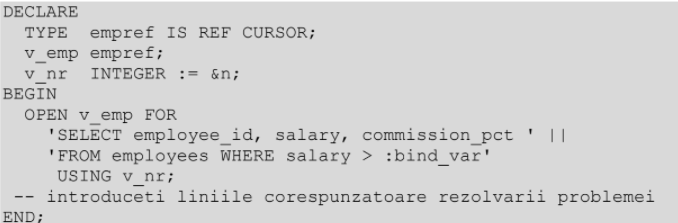 DECLARE
  TYPE  empref IS REF CURSOR;
  v_emp empref;
  v_nr  INTEGER := &n;
BEGIN
  OPEN v_emp FOR
    'SELECT employee_id, salary, commission_pct ' ||
    'FROM employees WHERE salary > :bind_var'
     USING v_nr;
 -- introduceti liniile corespunzatoare rezolvarii problemei
END;